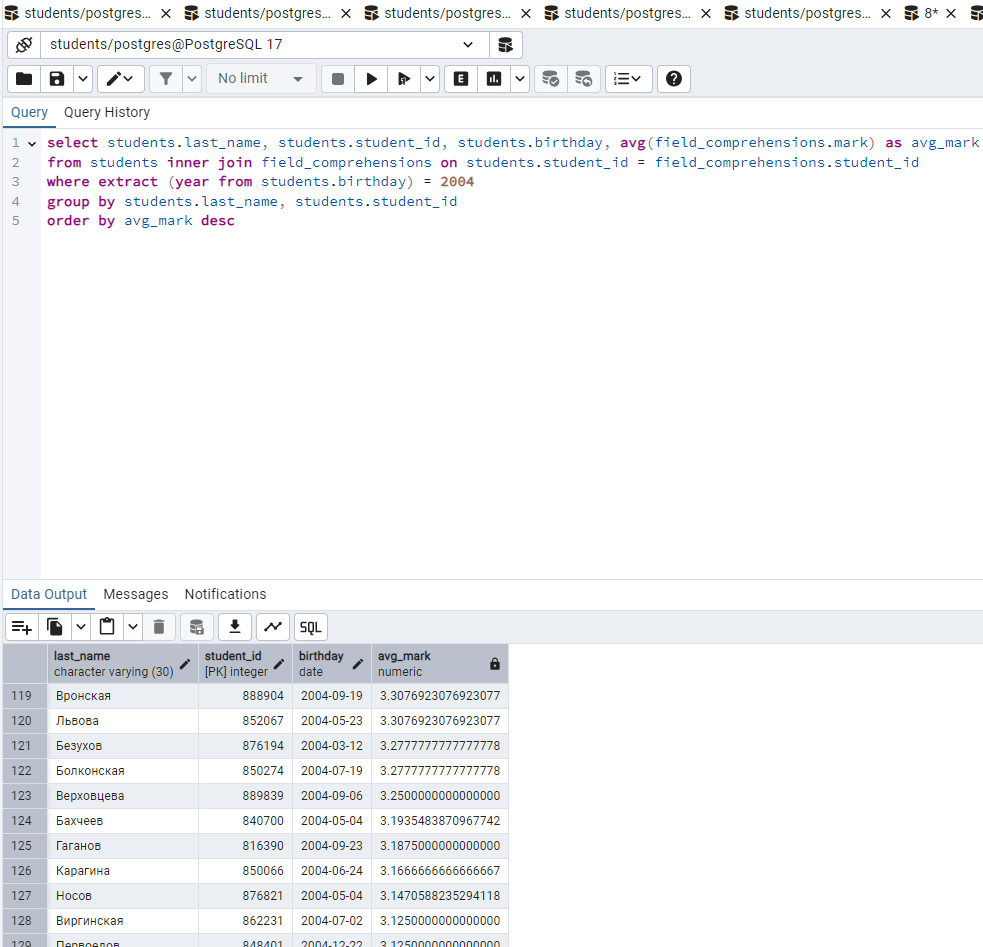 students/postgres... students/postgres... students/postgres... students/postgres... students/postgres... 8*
students/postgres@PostgreSQL 17
No limit
Query Query History
1 select students.last_name, students.student_id, students.birthday, avg(field_comprehensions.mark) as avg_mark
2 from students inner join field_comprehensions on students.student_id = field_comprehensions.student_id
3 where extract (year from students.birthday) = 2004
4 group by students.last_name, students.student_id
5 order by avg_mark desc
Data Output Messages Notifications
SQL
last_name student_id birthday avg_mark
character varying (30) [PK] integer date numeric
119 Вронская 888904 2004-09-19 3.3076923076923077
120 Львова 852067 2004-05-23 3.3076923076923077
121 Безухов 876194 2004-03-12 3.2777777777777778
122 Болконская 850274 2004-07-19 3.2777777777777778
123 Верховцева 889839 2004-09-06 3.2500000000000000
124 Бахчеев 840700 2004-05-04 3.1935483870967742
125 Гаганов 816390 2004-09-23 3.1875000000000000
126 Карагина 850066 2004-06-24 3.1666666666666667
127 Носов 876821 2004-05-04 3.1470588235294118
128 Виргинская 862231 2004-07-02 3.1250000000000000
129 Первоедов 848401 2004-12-22 3.1250000000000000